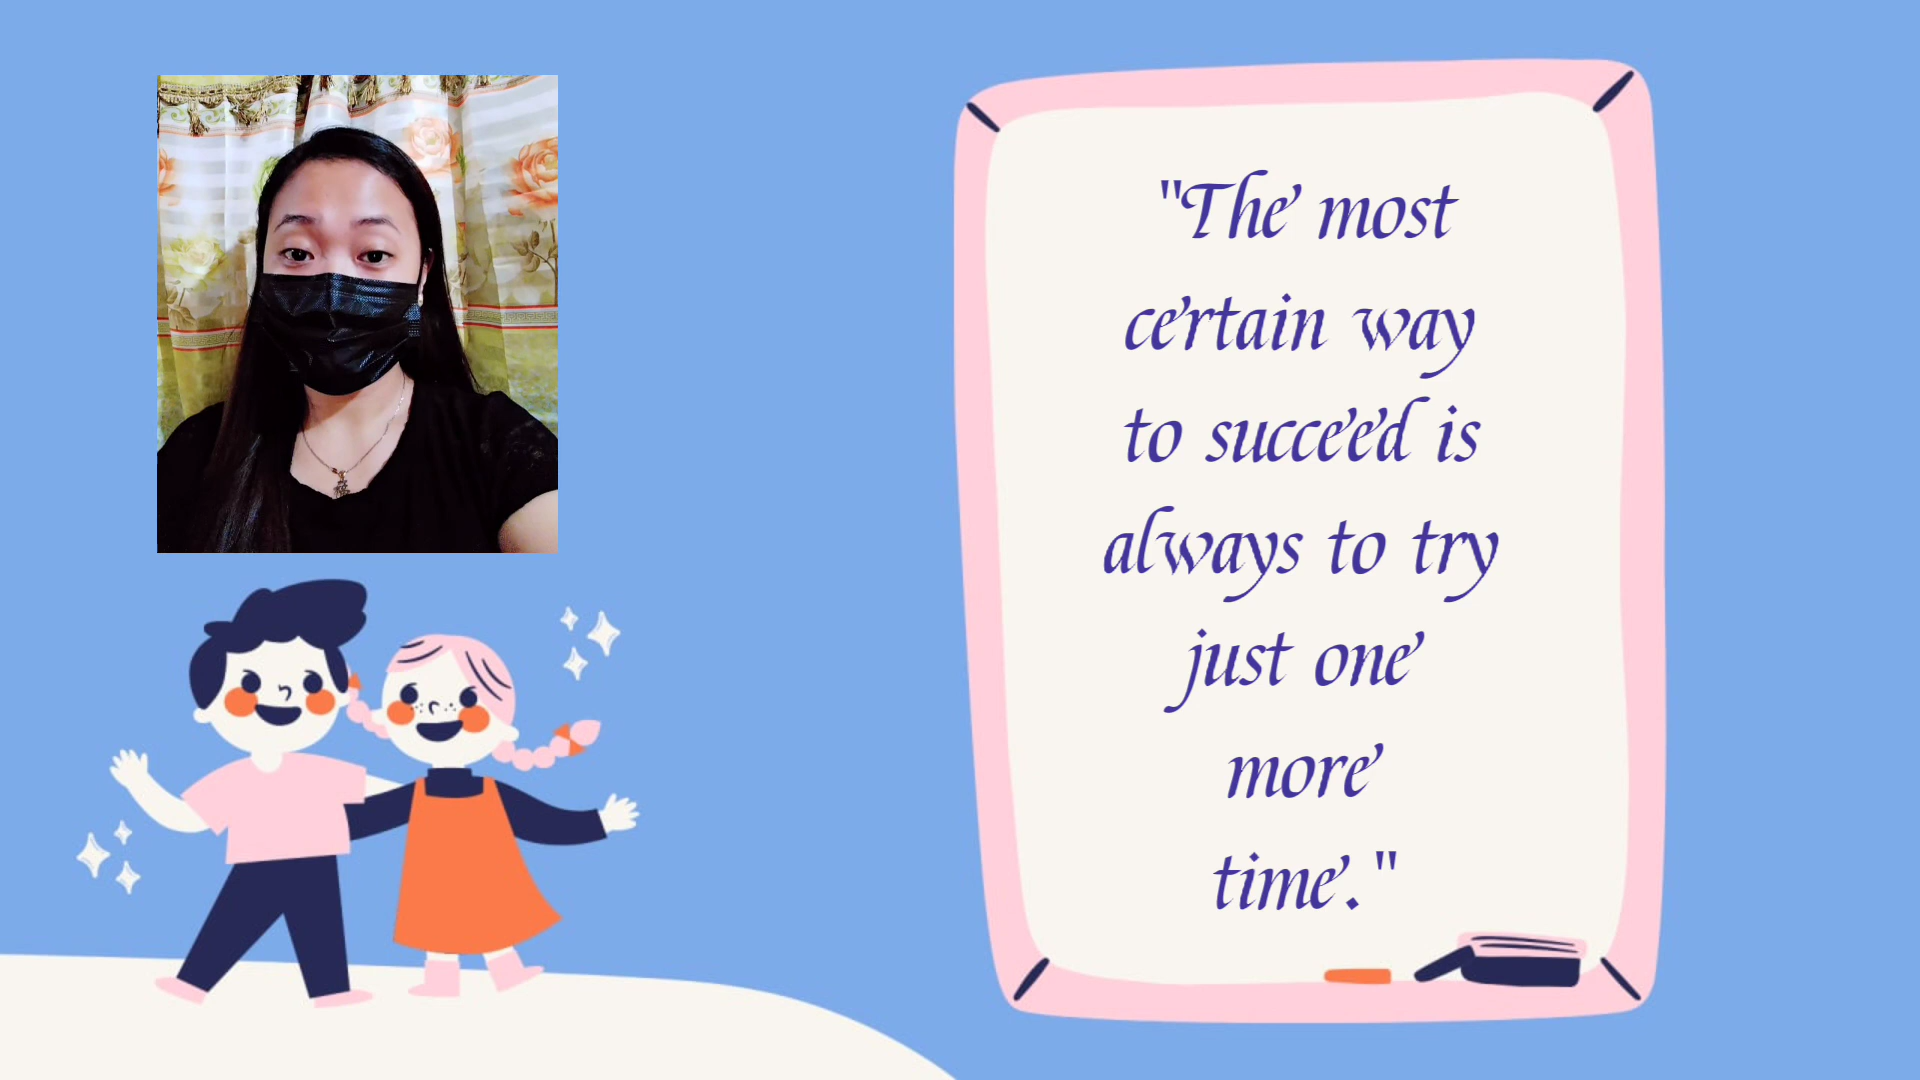 "The most
certain way
to succeed is
always to try
just one
more
time."